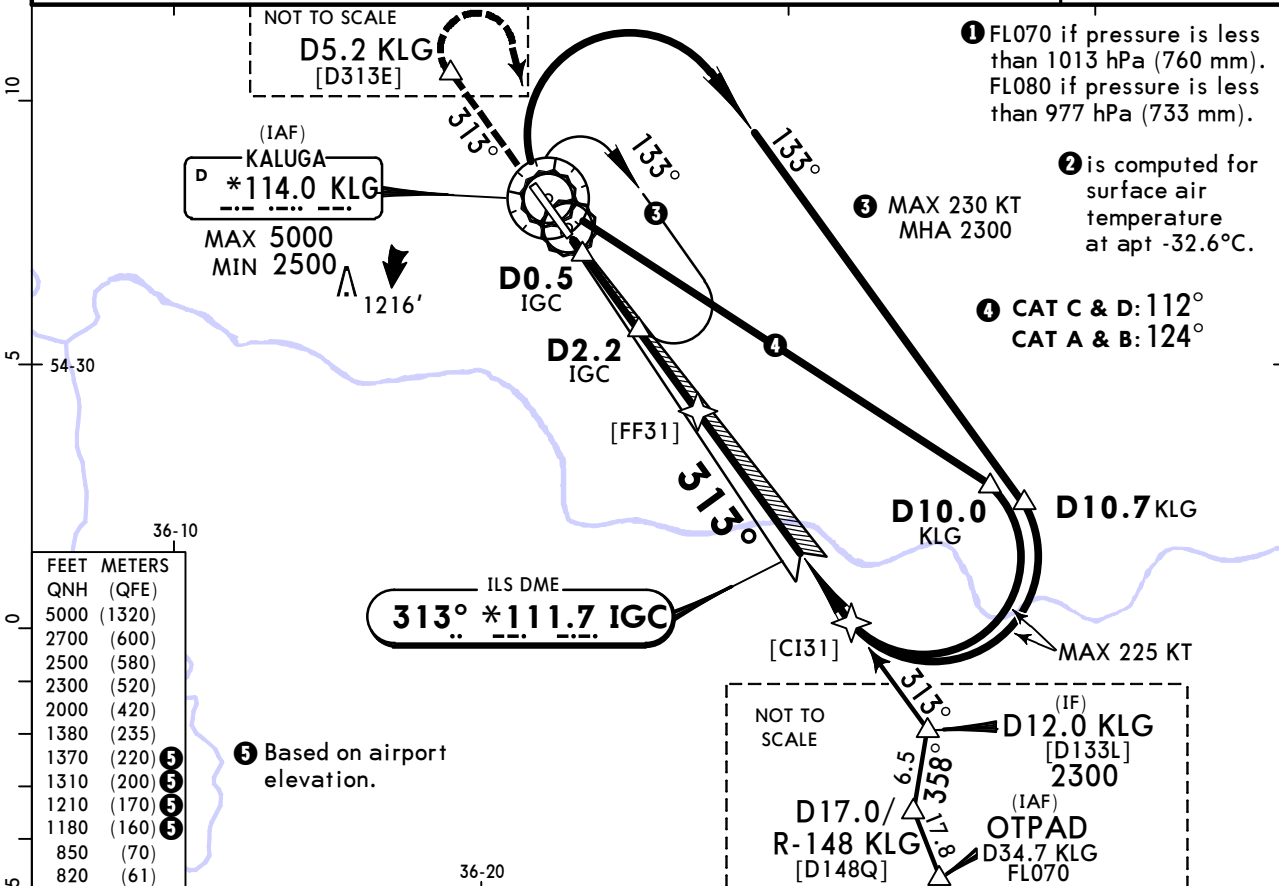 NOT TO SCALE
D5.2 KLG
[D313E]
313°
10
(IAF)
KALUGA
D *114.0 KLG
MAX 5000
MIN 2500
1216'
133°
3
133°
1 FL070 if pressure is less
than 1013 hPa (760 mm).
FL080 if pressure is less
than 977 hPa (733 mm).
2 is computed for
surface air
temperature
at apt -32.6°C.
3 MAX 230 KT
MHA 2300
4 CAT C & D: 112°
CAT A & B: 124°
D0.5
IGC
D2.2
IGC
4
5
54-30
[FF31]
313°
D10.0
KLG
D10.7 KLG
36-10
ILS DME
313° *111.7 IGC
0
[CI31]
MAX 225 KT
FEET METERS
QNH (QFE)
5000 (1320)
2700 (600)
2500 (580)
2300 (520)
2000 (420)
1380 (235)
1370 (220) 5
1310 (200) 5
1210 (170) 5
1180 (160) 5
850 (70)
820 (61)
5 Based on airport
elevation.
NOT TO
SCALE
313°
(IF)
D12.0 KLG
[D133L]
2300
6.5
358°
D17.0/
R-148 KLG
[D148Q]
17.8
(IAF)
OTPAD
D34.7 KLG
FL070
36-20
5